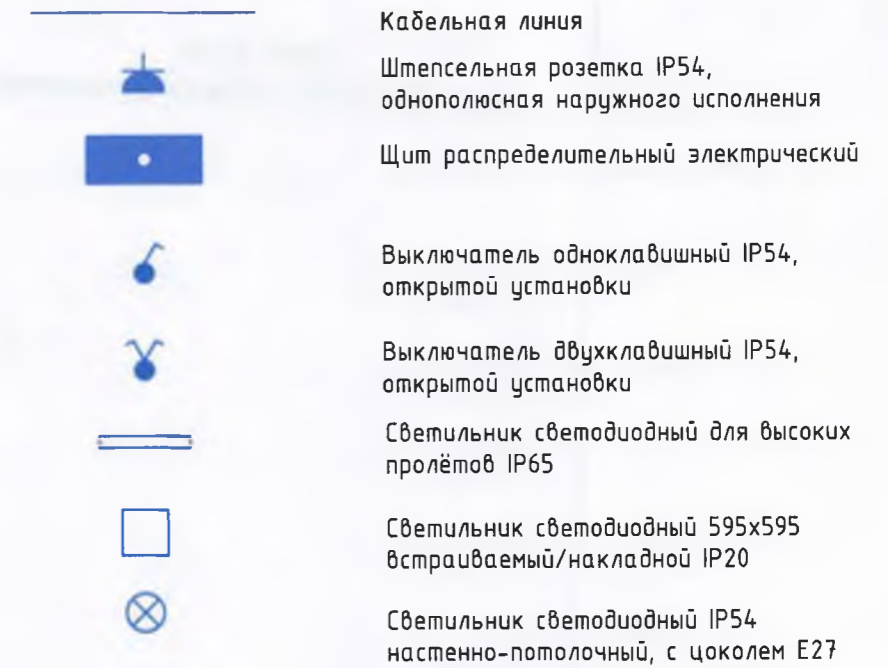 Кабельная линия
Штепсельная розетка IP54,
однополюсная наружного исполнения
Щит распределительный электрический
Выключатель одноклавишный IP54,
открытой установки
Выключатель двухклавишный IP54,
открытой установки
Светильник светодиодный для высоких
пролётов IP65
Светильник светодиодный 595x595
встраиваемый/накладной IP20
Светильник светодиодный IP54
настенно-потолочный, с цоколем E27